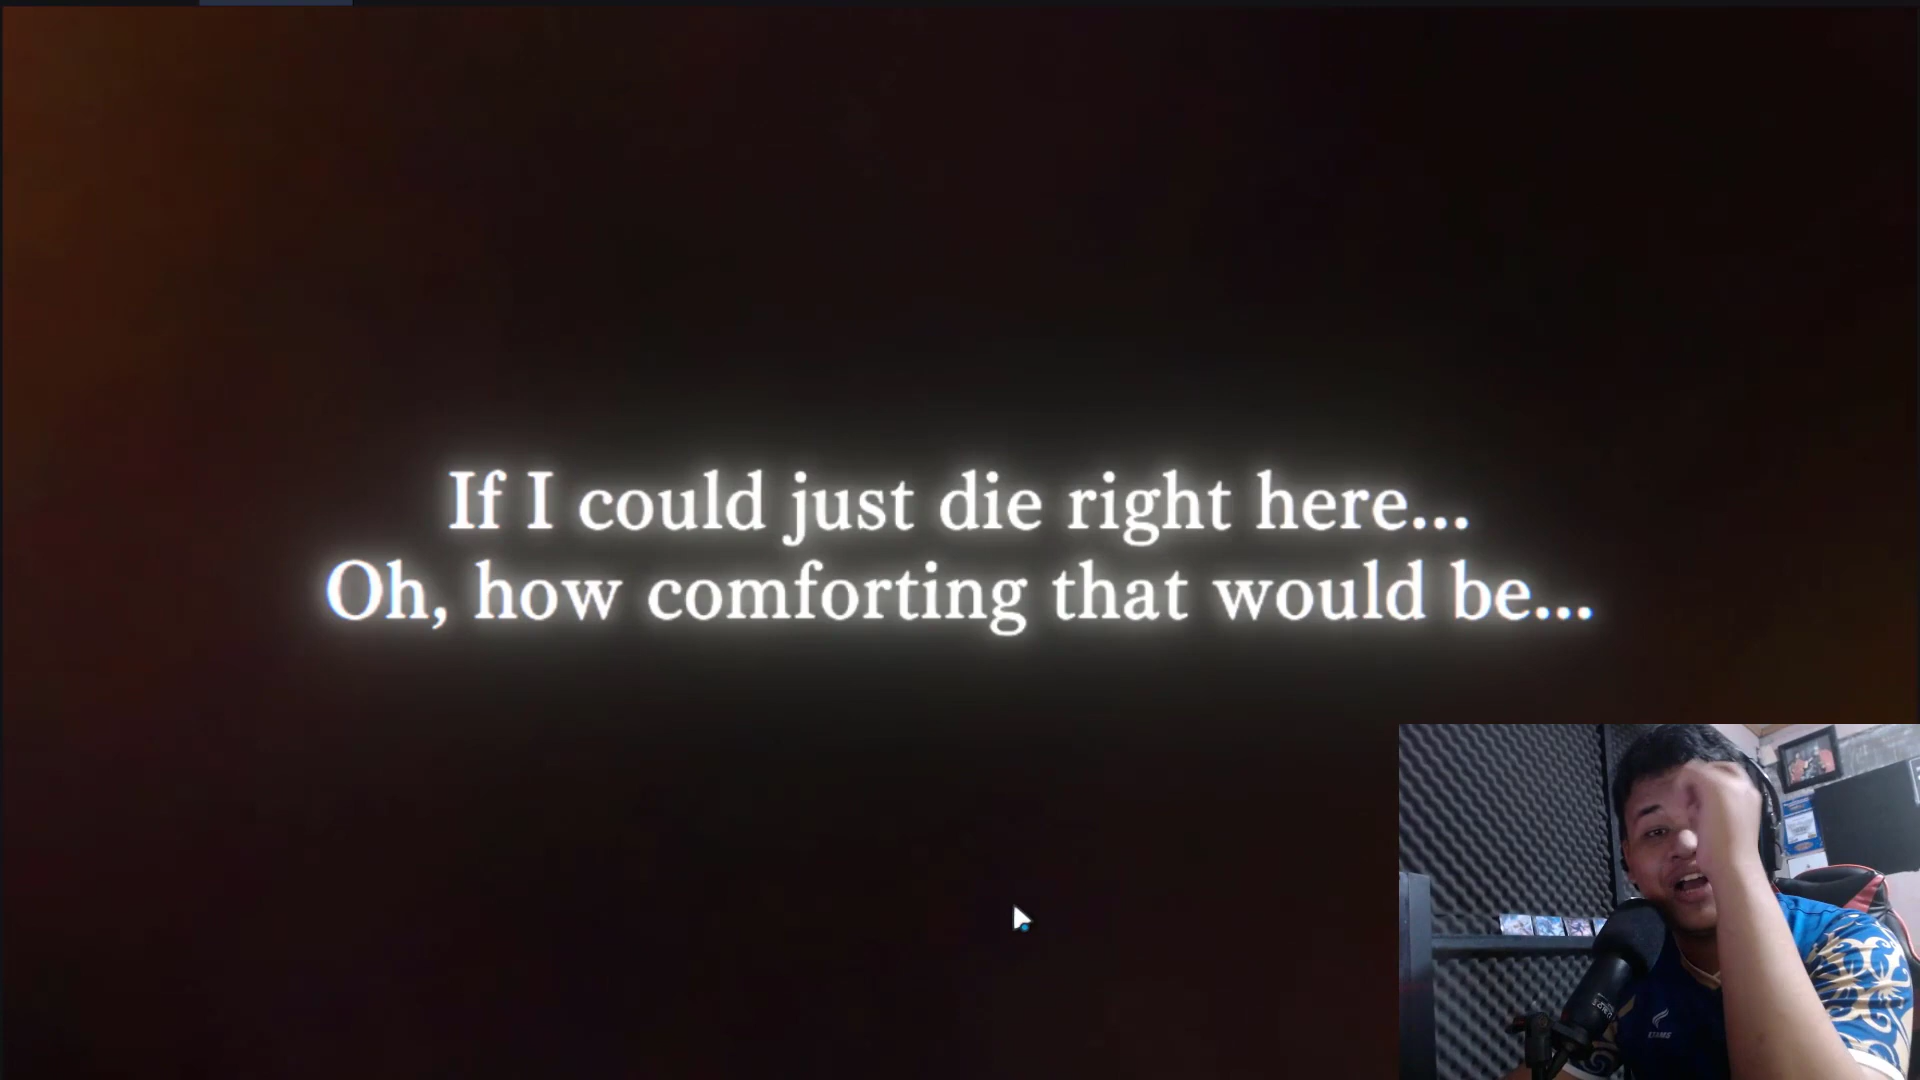 If I could just die right here...
Oh, how comforting that would be...